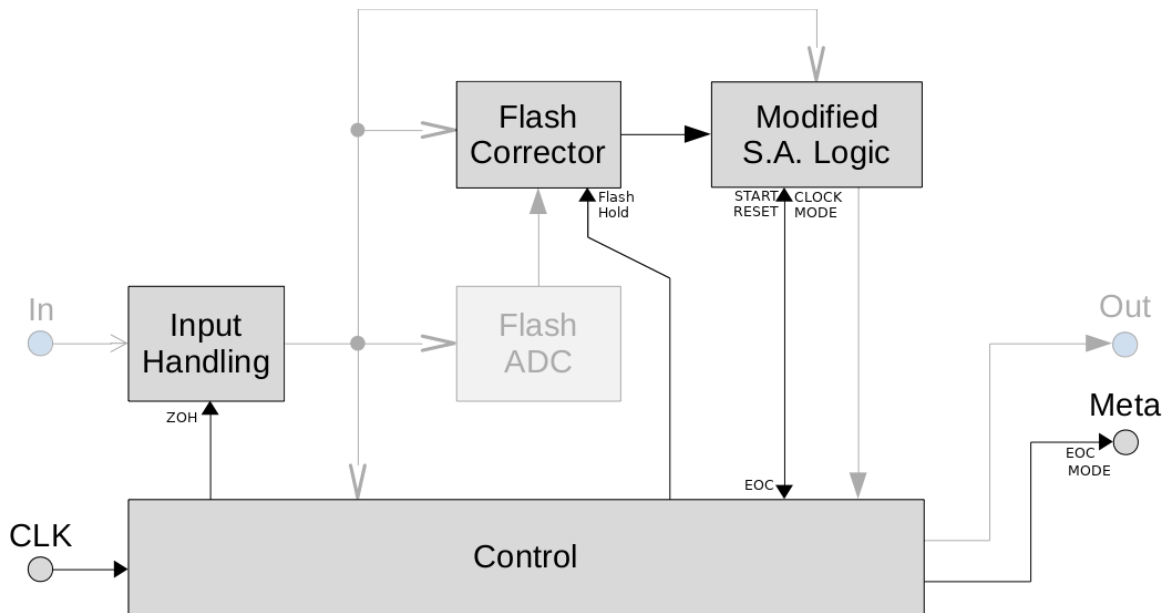 Flash
Corrector
Modified
S.A. Logic
Flash
Hold
START
RESET
CLOCK
MODE
In
Input
Handling
Flash
ADC
Out
ZOH
Meta
EOC
MODE
EOC
CLK
Control